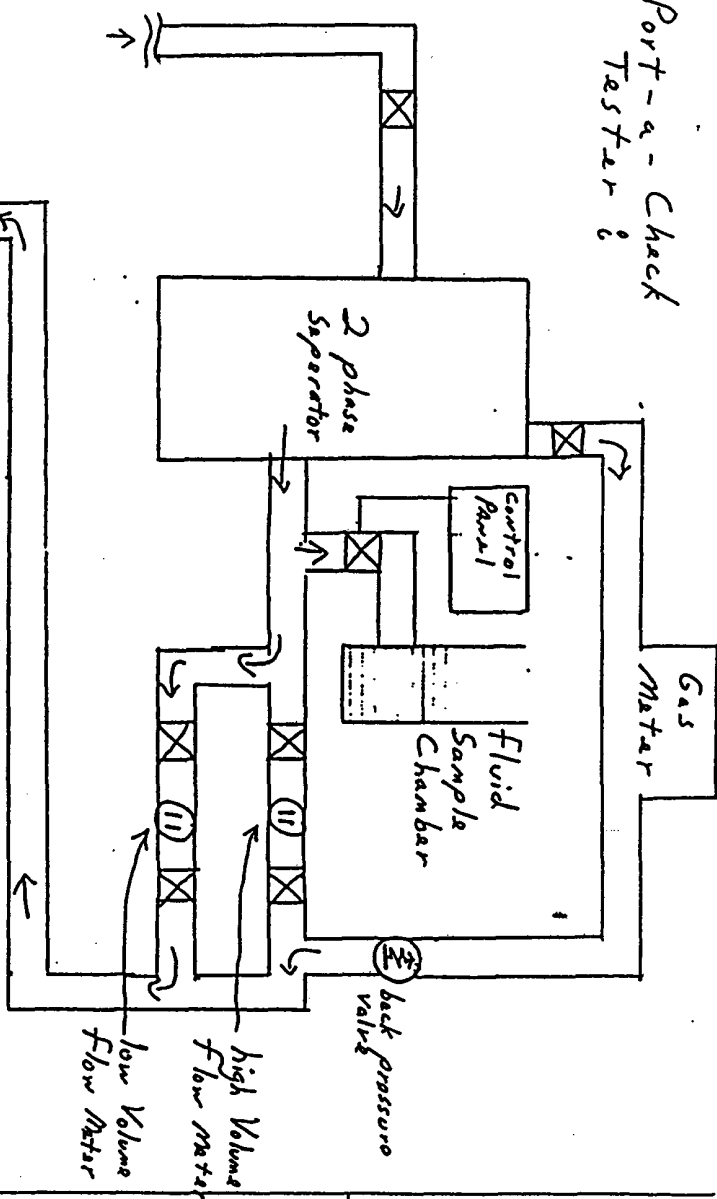 Port-a-Check
Tester:
2 phase
Separator
Control
Panel
Gas
Meter
fluid
Sample
Chamber
back pressure
valve
high Volume
flow Meter
low Volume
flow Meter